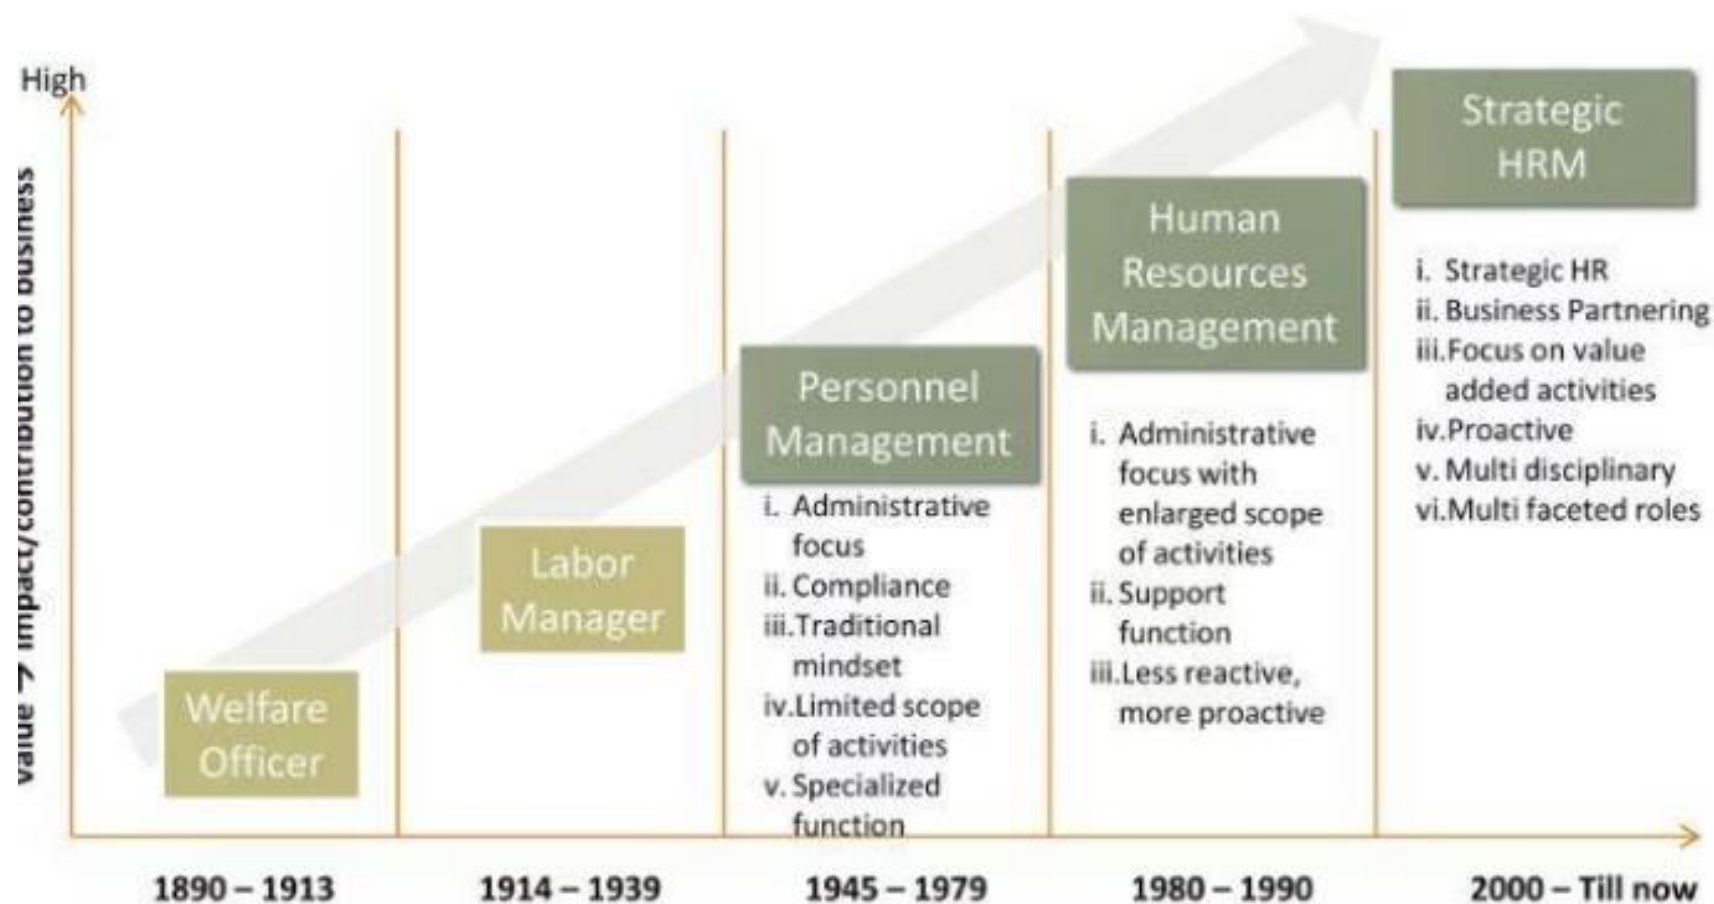 High
value → impact/contribution to business
Welfare
Officer
Labor
Manager
Personnel
Management
i. Administrative
focus
ii. Compliance
iii.Traditional
mindset
iv.Limited scope
of activities
v. Specialized
function
Human
Resources
Management
i. Administrative
focus with
enlarged scope
of activities
ii. Support
function
iii.Less reactive,
more proactive
Strategic
HRM
i. Strategic HR
ii. Business Partnering
iii.Focus on value
added activities
iv.Proactive
v. Multi disciplinary
vi.Multi faceted roles
1890 – 1913
1914 – 1939
1945 – 1979
1980 – 1990
2000 – Till now